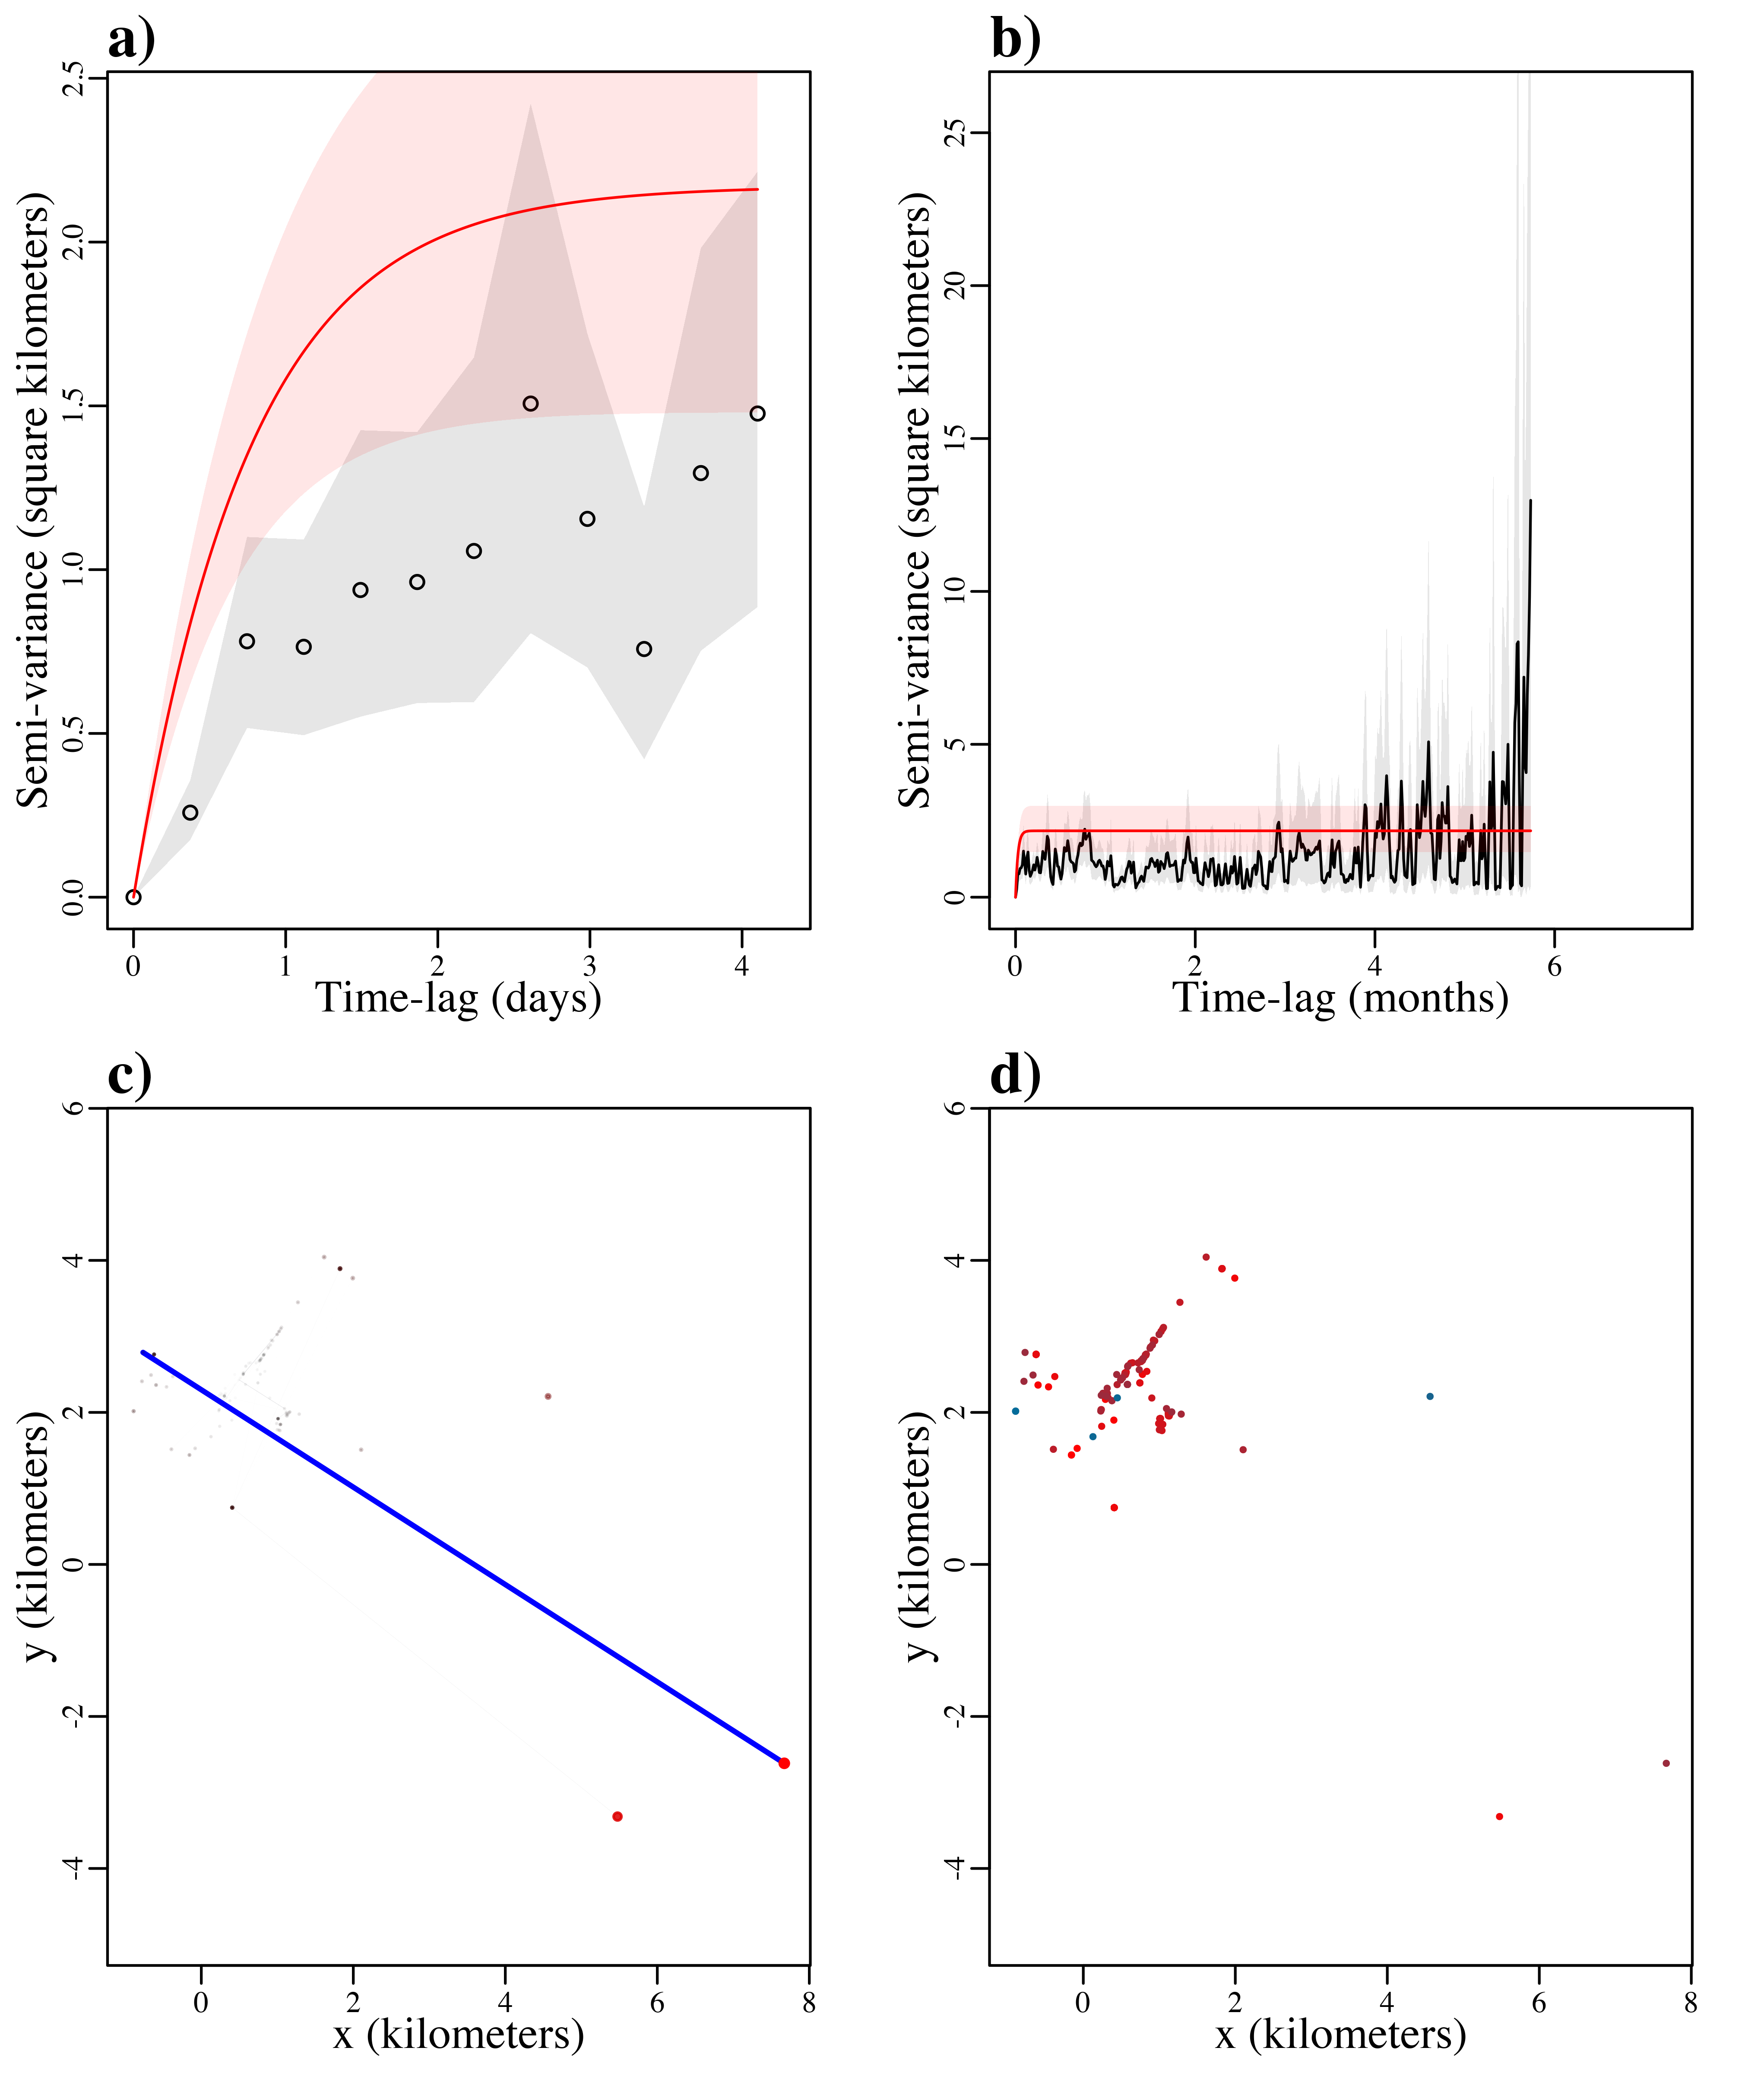 a)
Semi-variance (square kilometers)
0.0 0.5 1.0 1.5 2.0 2.5
0 1 2 3 4
Time-lag (days)
b)
Semi-variance (square kilometers)
0 5 10 15 20 25
0 2 4 6
Time-lag (months)
c)
y (kilometers)
-4 -2 0 2 4 6
0 2 4 6 8
x (kilometers)
d)
y (kilometers)
-4 -2 0 2 4 6
0 2 4 6 8
x (kilometers)